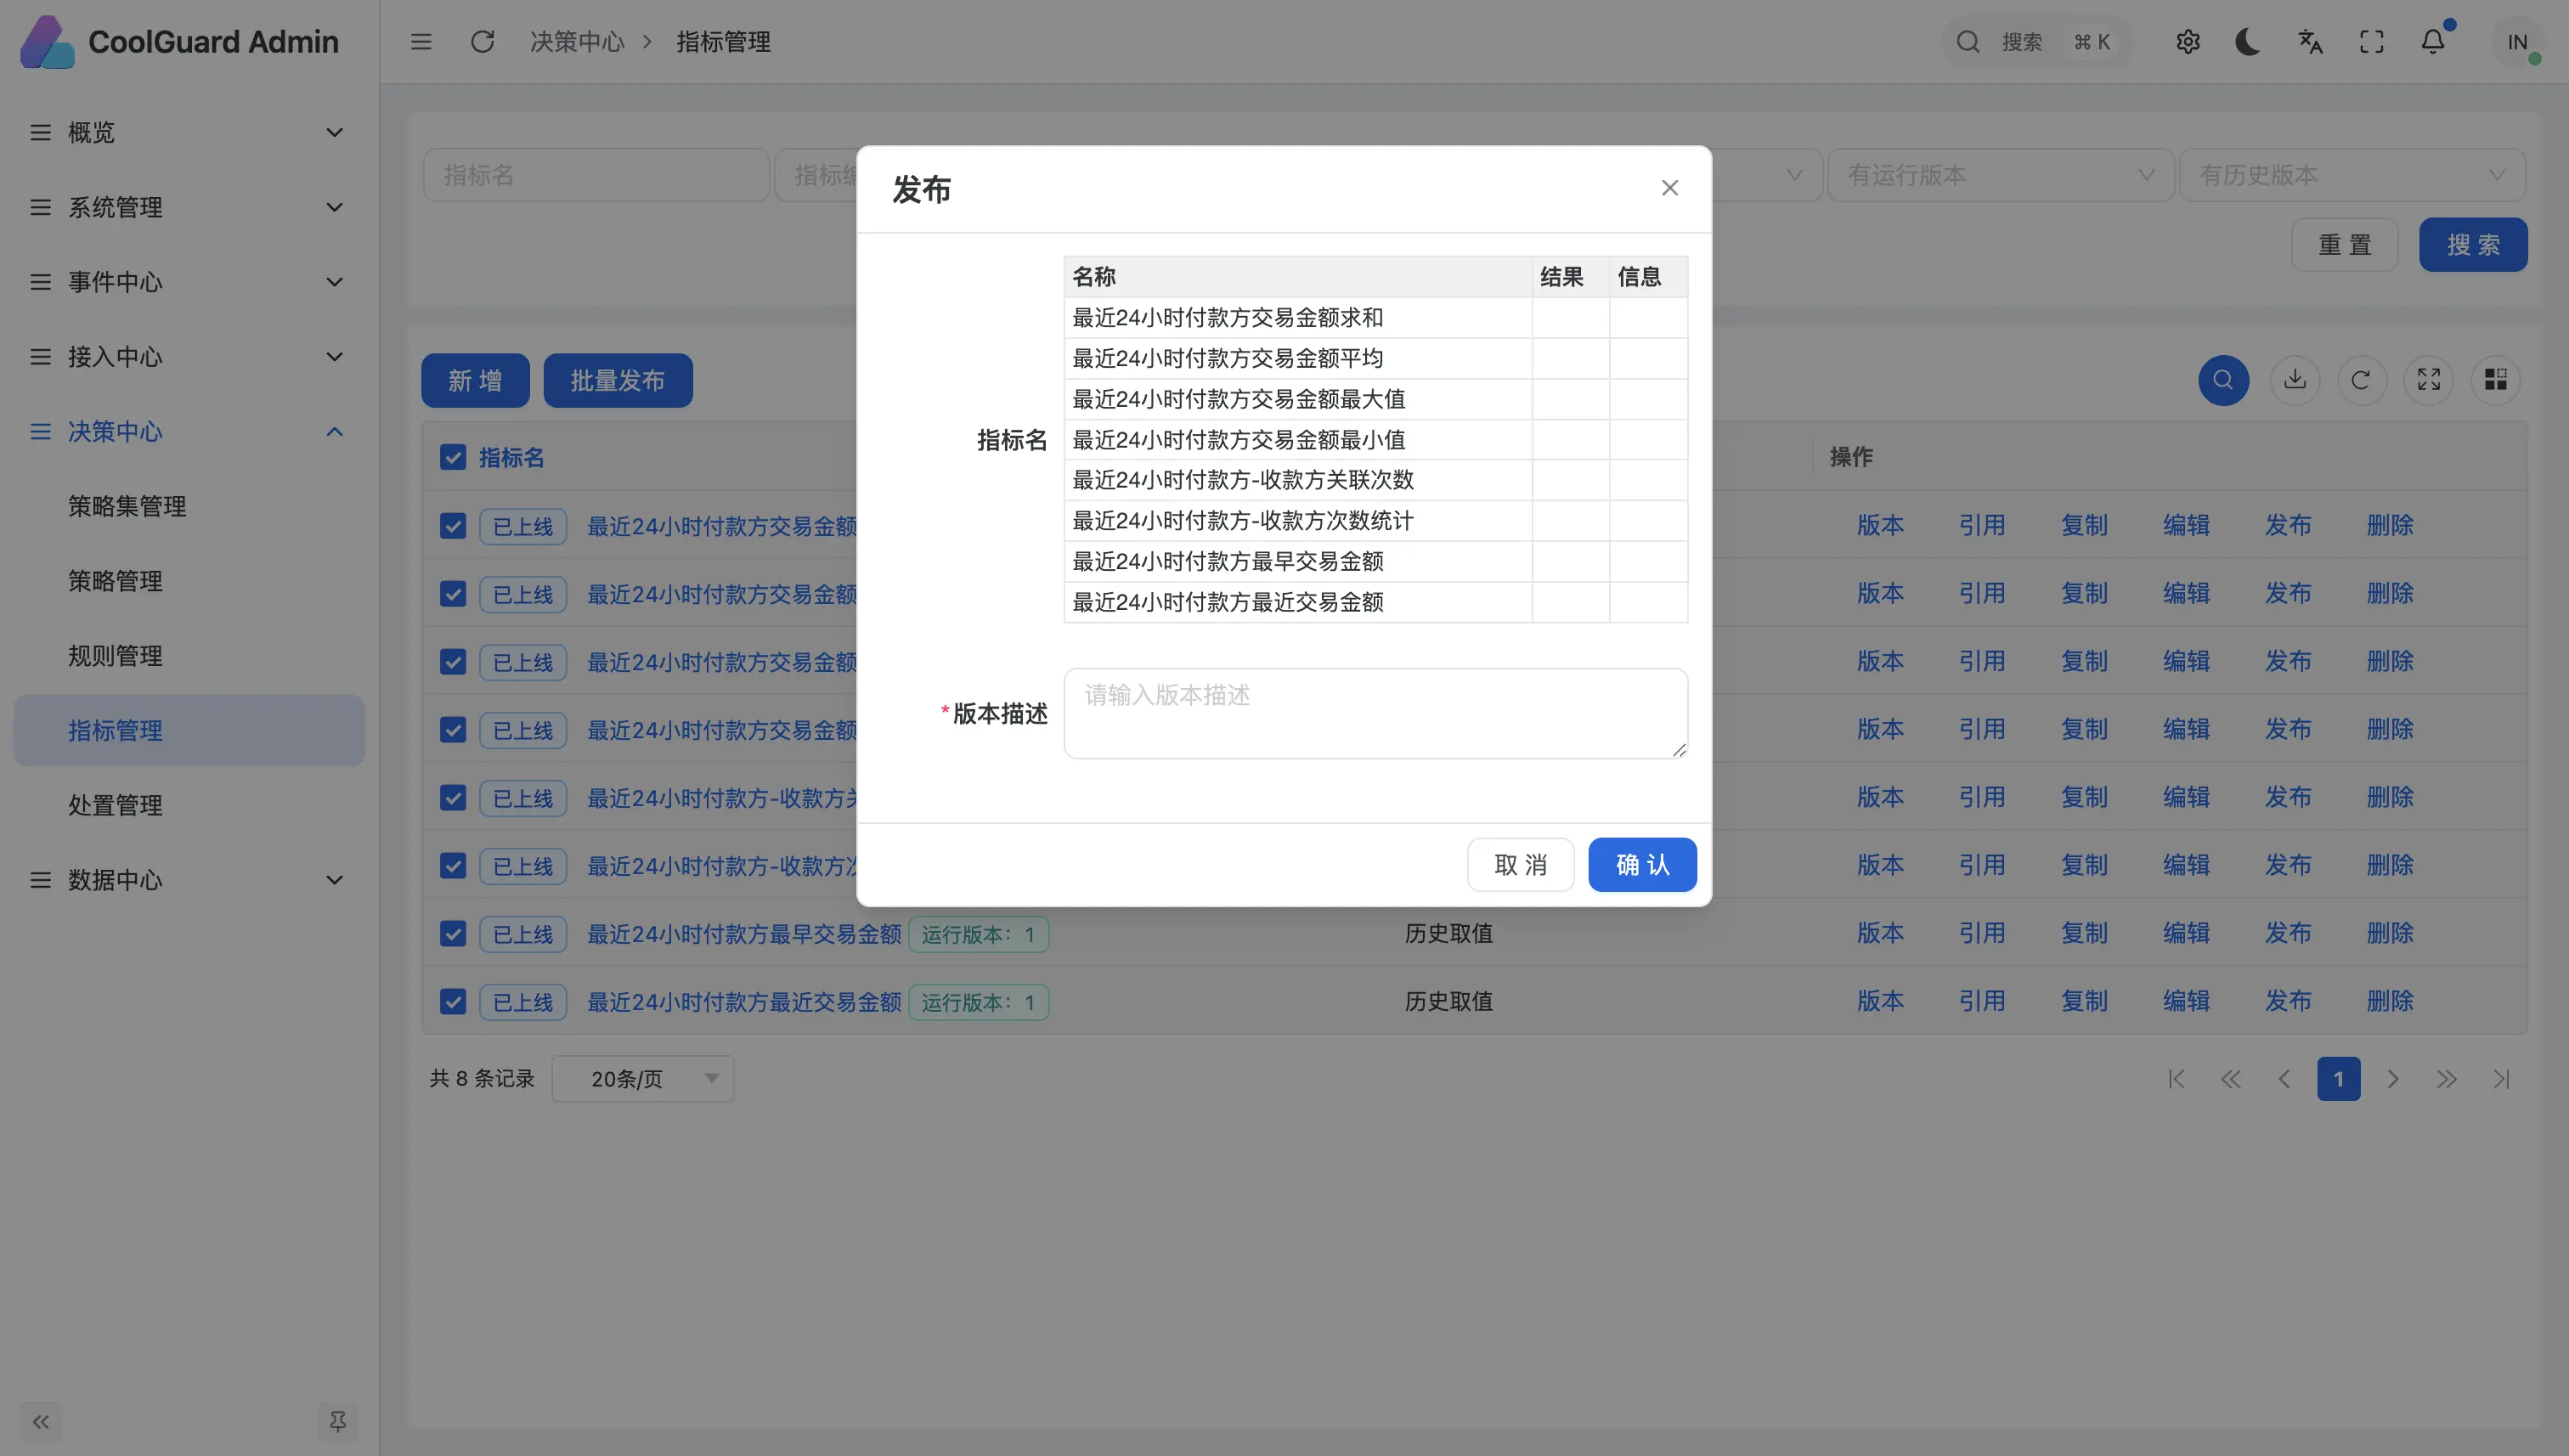 CoolGuard Admin
决策中心 > 指标管理
搜索 ⌘ K
IN
概览
系统管理
事件中心
接入中心
决策中心
策略集管理
策略管理
规则管理
指标管理
处置管理
数据中心
指标名
指标编
有运行版本
有历史版本
重 置
搜 索
新 增
批量发布
指标名
操作
已上线 最近24小时付款方交易金额
版本 引用 复制 编辑 发布 删除
已上线 最近24小时付款方交易金额
版本 引用 复制 编辑 发布 删除
已上线 最近24小时付款方交易金额
版本 引用 复制 编辑 发布 删除
已上线 最近24小时付款方交易金额
版本 引用 复制 编辑 发布 删除
已上线 最近24小时付款方-收款方关
版本 引用 复制 编辑 发布 删除
已上线 最近24小时付款方-收款方次
版本 引用 复制 编辑 发布 删除
已上线 最近24小时付款方最早交易金额 运行版本：1 历史取值 版本 引用 复制 编辑 发布 删除
已上线 最近24小时付款方最近交易金额 运行版本：1 历史取值 版本 引用 复制 编辑 发布 删除
共 8 条记录 20条/页 1
发布
指标名
名称 结果 信息
最近24小时付款方交易金额求和
最近24小时付款方交易金额平均
最近24小时付款方交易金额最大值
最近24小时付款方交易金额最小值
最近24小时付款方-收款方关联次数
最近24小时付款方-收款方次数统计
最近24小时付款方最早交易金额
最近24小时付款方最近交易金额
*版本描述
请输入版本描述
取 消
确 认